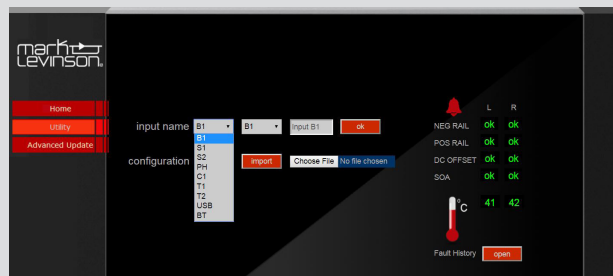 mark
Levinson®
Home
Utility
Advanced Update
input name B1 B1 Input B1 ok
B1
S1
S2
PH
C1
T1
T2
USB
BT
configuration import Choose File No file chosen
L R
NEG RAIL ok ok
POS RAIL ok ok
DC OFFSET ok ok
SOA ok ok
°C 41 42
Fault History open